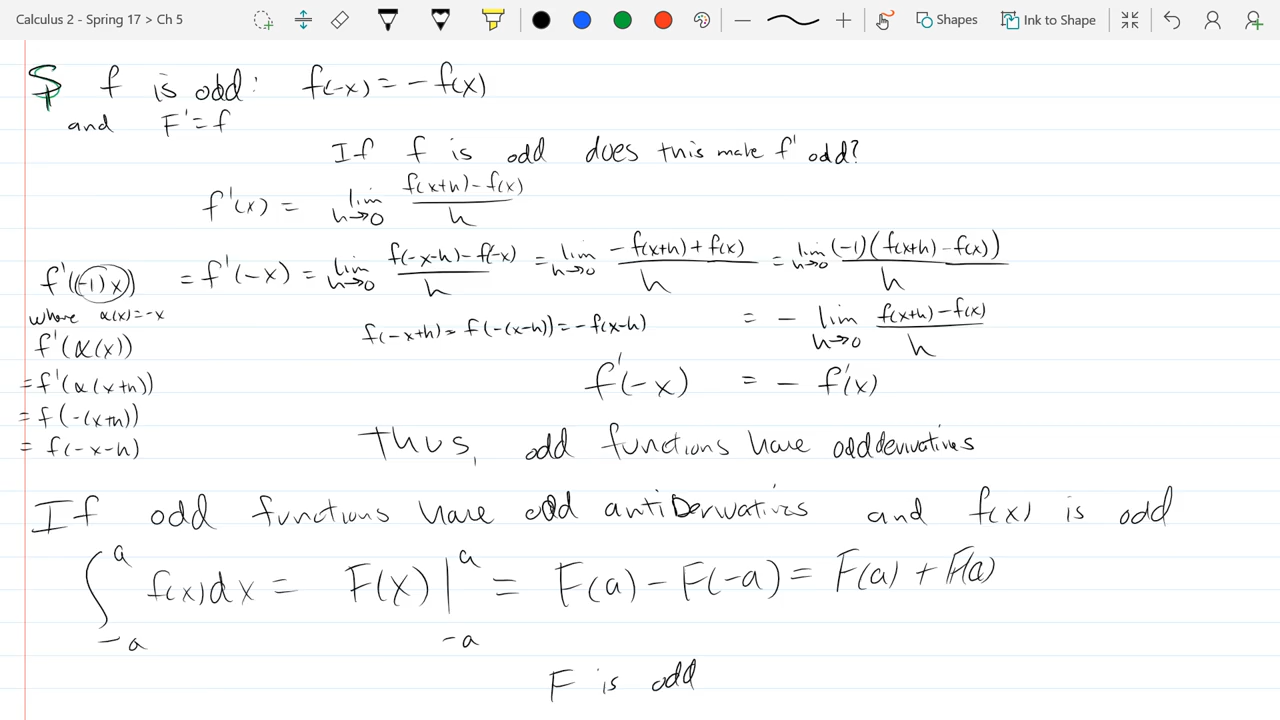 Calculus 2 - Spring 17 > Ch 5 Shapes Ink to Shape
f is odd: f(-x) = - f(x)
and F' = f
If f is odd does this make f' odd?
f'(x) = lim h→0 f(x+h) - f(x) / h
f'((-1)x) = f'(-x) = lim h→0 f(-x-h) - f(-x) / h = lim h→0 -f(x+h) + f(x) / h = lim h→0 (-1)(f(x+h) - f(x)) / h
where α(x) = -x
f(-x+h) = f(-(x-h)) = -f(x-h)
= - lim h→0 f(x+h) - f(x) / h
f'(α(x))
= f'(α(x+h))
f'(-x) = - f'(x)
= f(-(x+h))
= f(-x-h)
Thus, odd functions have odd derivatives
If odd functions have odd antiDerivatives and f(x) is odd
∫_{-a}^{a} f(x)dx = F(x) |_{-a}^{a} = F(a) - F(-a) = F(a) + F(a)
F is odd